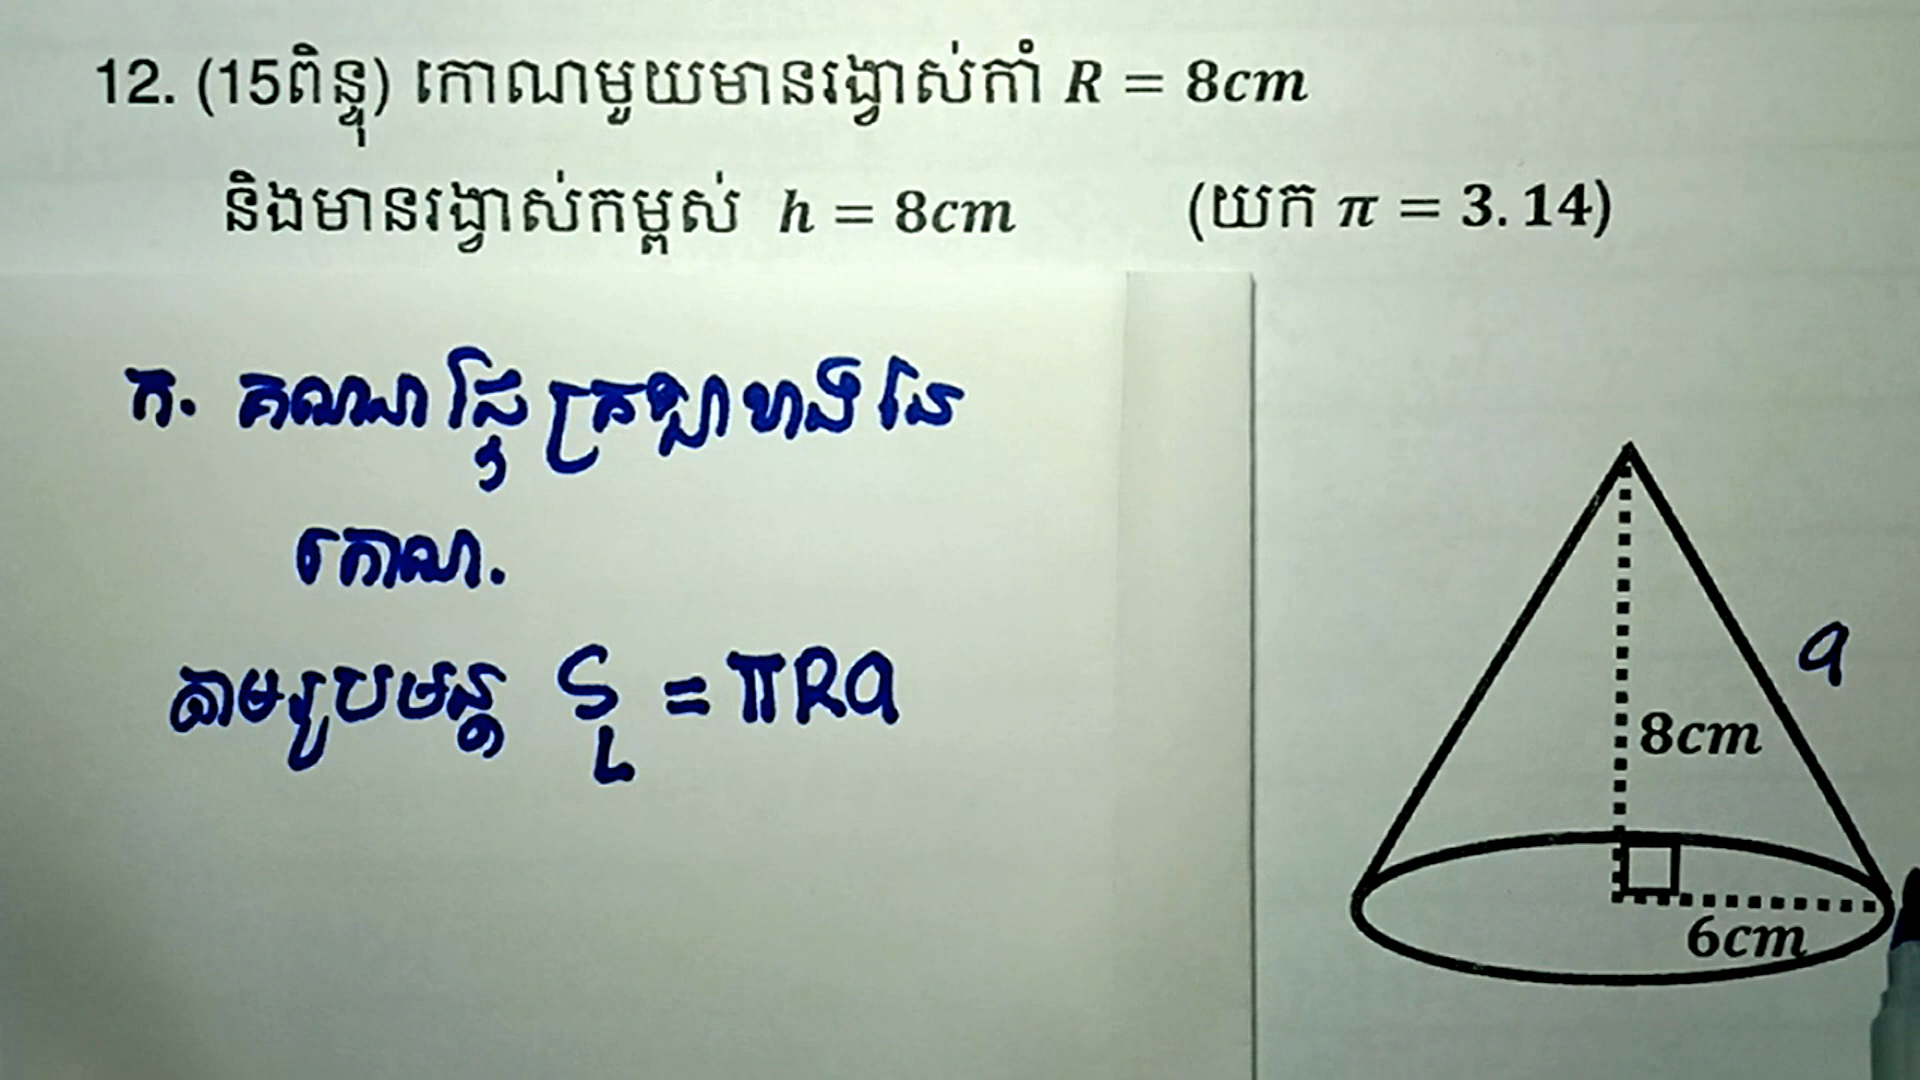 12. (15ពិន្ទុ) កោណមួយមានរង្វាស់កាំ R = 8cm
និងមានរង្វាស់កម្ពស់ h = 8cm (យក π = 3.14)
ក. គណនាផ្ទៃក្រឡាខាងនៃ
កោណ.
តាមរូបមន្ត S_L = πRa
a
8cm
6cm